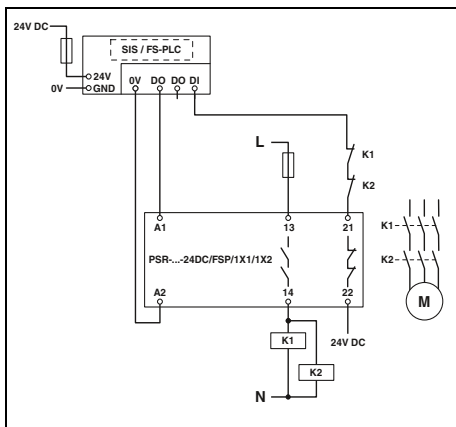 24V DC
SIS / FS-PLC
24V
0V DO DO DI
0V GND
K1
L
K2
A1 13 21
K1
PSR-...-24DC/FSP/1X1/1X2
K2
A2 14 22
M
K1
24V DC
K2
N